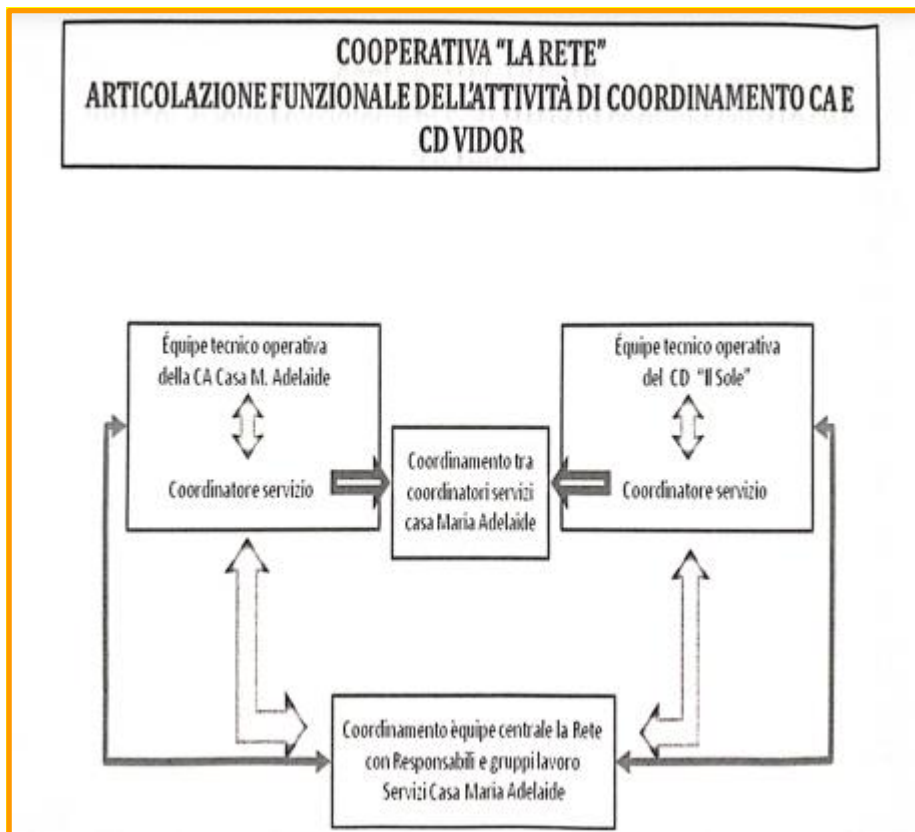 COOPERATIVA "LA RETE"
ARTICOLAZIONE FUNZIONALE DELL'ATTIVITÀ DI COORDINAMENTO CA E
CD VIDOR
Équipe tecnico operativa
della CA Casa M. Adelaide
Coordinatore servizio
Coordinamento tra
coordinatori servizi
casa Maria Adelaide
Équipe tecnico operativa
del CD "Il Sole"
Coordinatore servizio
Coordinamento èquipe centrale la Rete
con Responsabili e gruppi lavoro
Servizi Casa Maria Adelaide